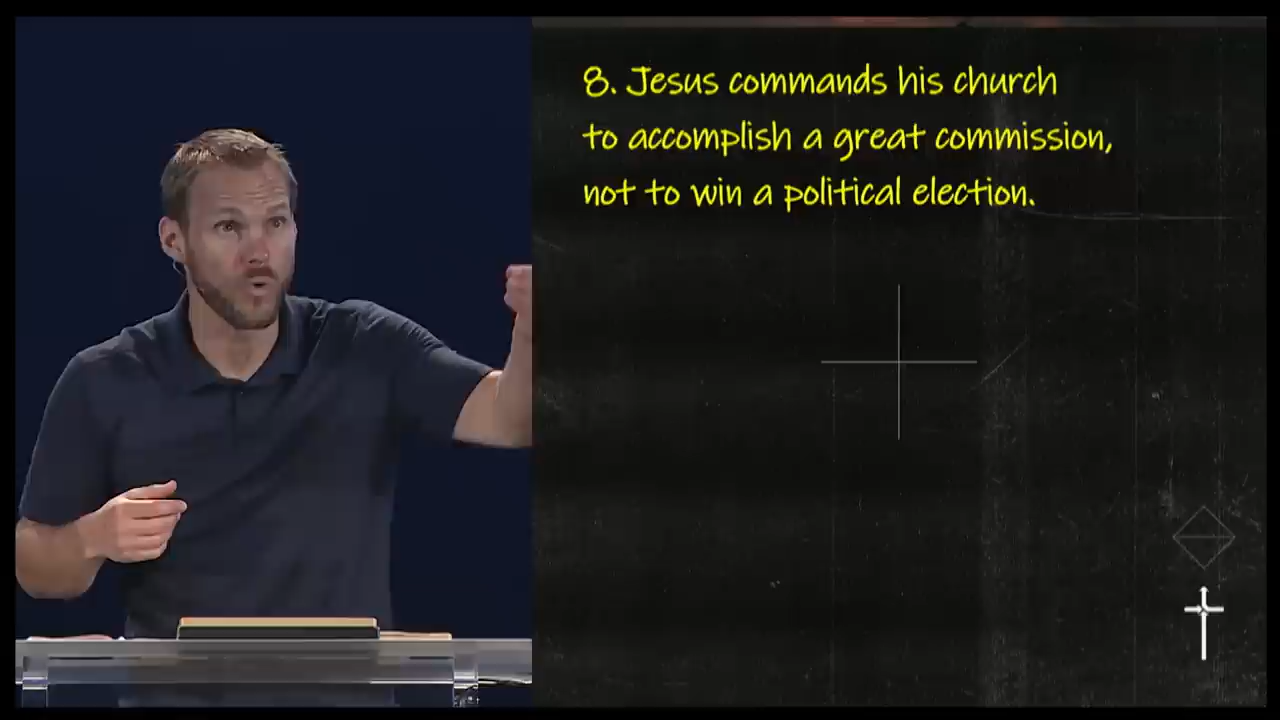 8. Jesus commands his church
to accomplish a great commission,
not to win a political election.